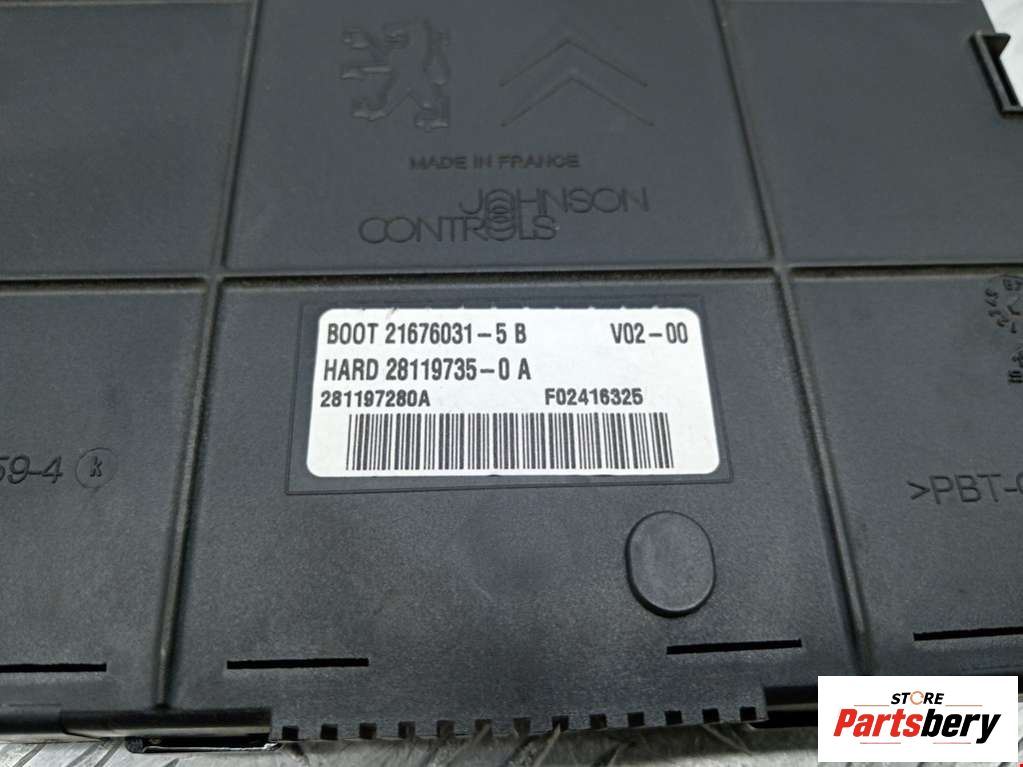 MADE IN FRANCE
JOHNSON
CONTROLS
BOOT 21676031-5 B V02-00
HARD 28119735-0 A
281197280A F02416325
59-4 k
>PBT-
STORE
Partsbery